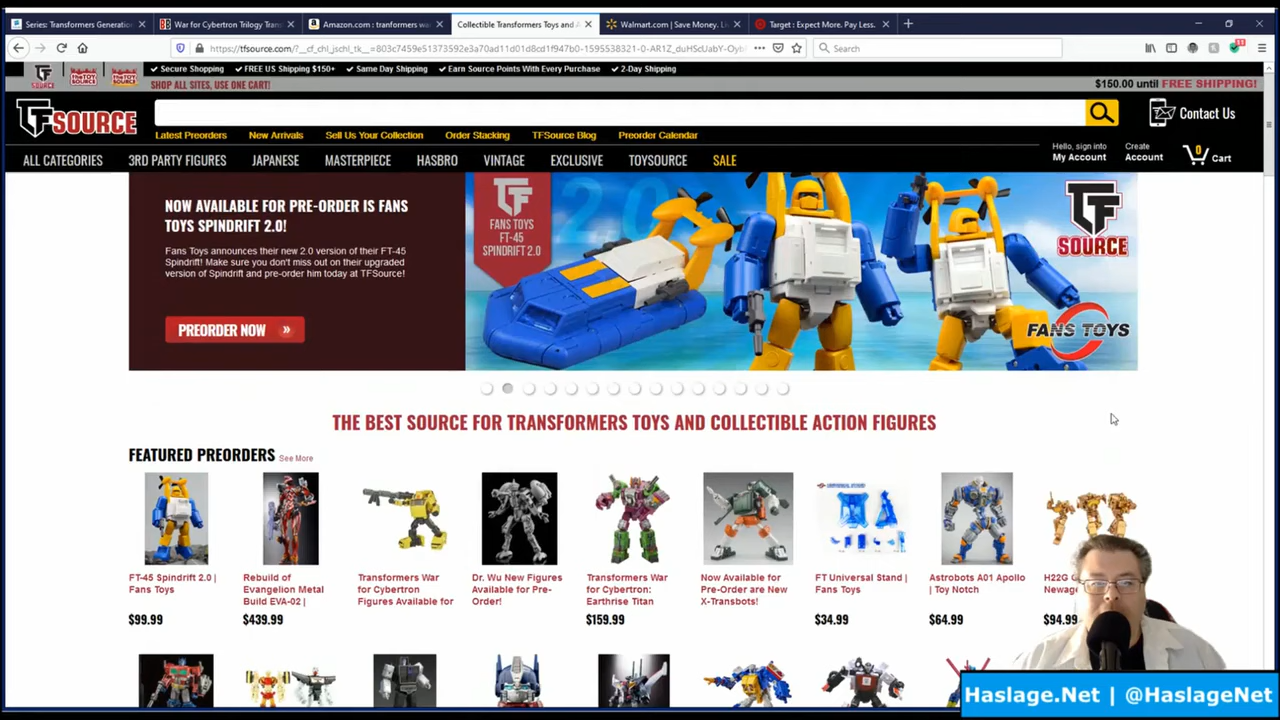 Series: Transformers Generation
War for Cybertron Trilogy Trans
Amazon.com : tranformers wa
Collectible Transformers Toys and A
Walmart.com | Save Money. Li
Target : Expect More. Pay Less.
https://tfsource.com/?__cf_chl_jschl_tk__=
Search
11
Secure Shopping
FREE US Shipping $150+
Same Day Shipping
Earn Source Points With Every Purchase
2-Day Shipping
SHOP ALL SITES, USE ONE CART!
$150.00 until FREE SHIPPING!
TFSOURCE
Contact Us
Latest Preorders
New Arrivals
Sell Us Your Collection
Order Stacking
TFSource Blog
Preorder Calendar
ALL CATEGORIES
3RD PARTY FIGURES
JAPANESE
MASTERPIECE
HASBRO
VINTAGE
EXCLUSIVE
TOYSOURCE
SALE
Hello, sign into
My Account
Create
Account
0
Cart
NOW AVAILABLE FOR PRE-ORDER IS FANS
TOYS SPINDRIFT 2.0!
Fans Toys announces their new 2.0 version of their FT-45
Spindrift! Make sure you don't miss out on their upgraded
version of Spindrift and pre-order him today at TFSource!
PREORDER NOW »
TF
FANS TOYS
FT-45
SPINDRIFT 2.0
2.0
TF
SOURCE
FANS TOYS
THE BEST SOURCE FOR TRANSFORMERS TOYS AND COLLECTIBLE ACTION FIGURES
FEATURED PREORDERS See More
FT-45 Spindrift 2.0 |
Fans Toys
$99.99
Rebuild of
Evangelion Metal
Build EVA-02 |
$439.99
Transformers War
for Cybertron
Figures Available for
Dr. Wu New Figures
Available for Pre-
Order!
Transformers War
for Cybertron:
Earthrise Titan
$159.99
Now Available for
Pre-Order are New
X-Transbots!
FT Universal Stand |
Fans Toys
$34.99
Astrobots A01 Apollo
| Toy Notch
$64.99
H22G
Newage
$94.99
Haslage.Net | @HaslageNet